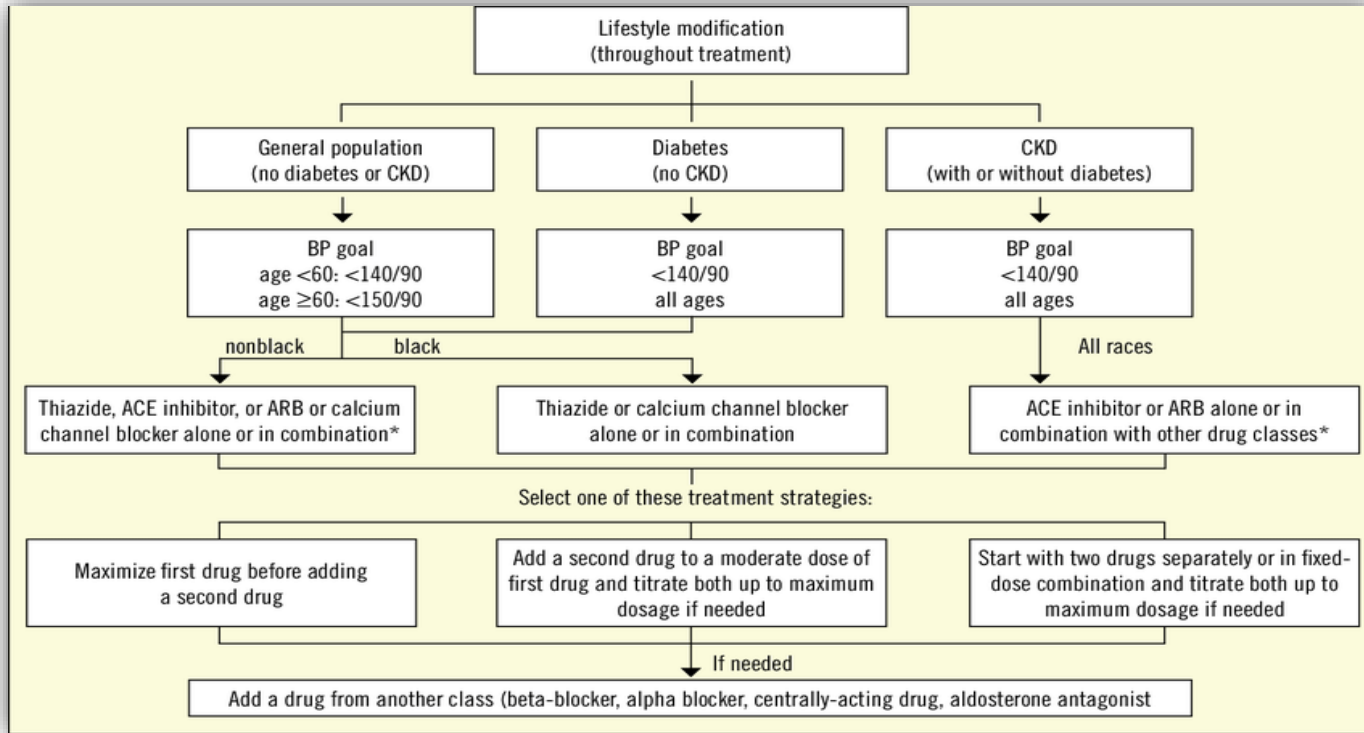 Lifestyle modification
(throughout treatment)
General population
(no diabetes or CKD)
Diabetes
(no CKD)
CKD
(with or without diabetes)
BP goal
age <60: <140/90
age ≥60: <150/90
BP goal
<140/90
all ages
BP goal
<140/90
all ages
nonblack
black
All races
Thiazide, ACE inhibitor, or ARB or calcium
channel blocker alone or in combination*
Thiazide or calcium channel blocker
alone or in combination
ACE inhibitor or ARB alone or in
combination with other drug classes*
Select one of these treatment strategies:
Maximize first drug before adding
a second drug
Add a second drug to a moderate dose of
first drug and titrate both up to maximum
dosage if needed
Start with two drugs separately or in fixed-
dose combination and titrate both up to
maximum dosage if needed
If needed
Add a drug from another class (beta-blocker, alpha blocker, centrally-acting drug, aldosterone antagonist